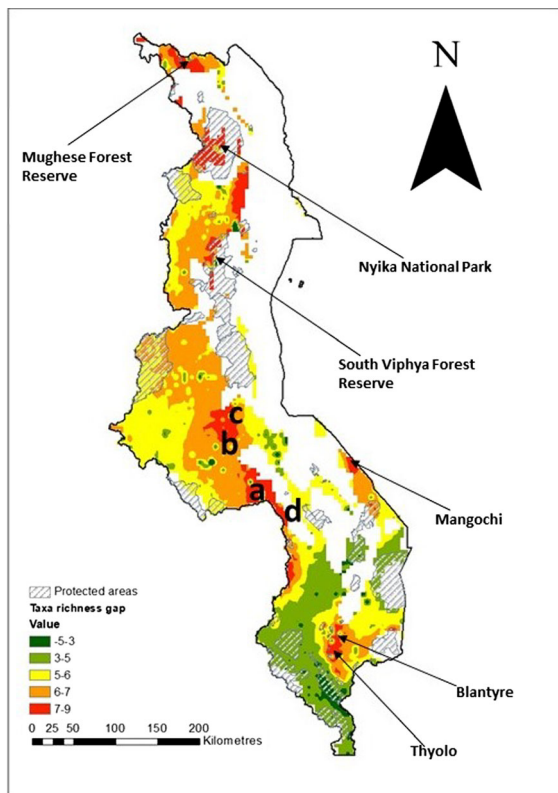 N
Mughese Forest
Reserve
Nyika National Park
South Viphya Forest
Reserve
c
b
a
d
Mangochi
Protected areas
Taxa richness gap
Value
-5-3
3-5
5-6
6-7
7-9
0 25 50 100 150 200
Kilometres
Blantyre
Thyolo